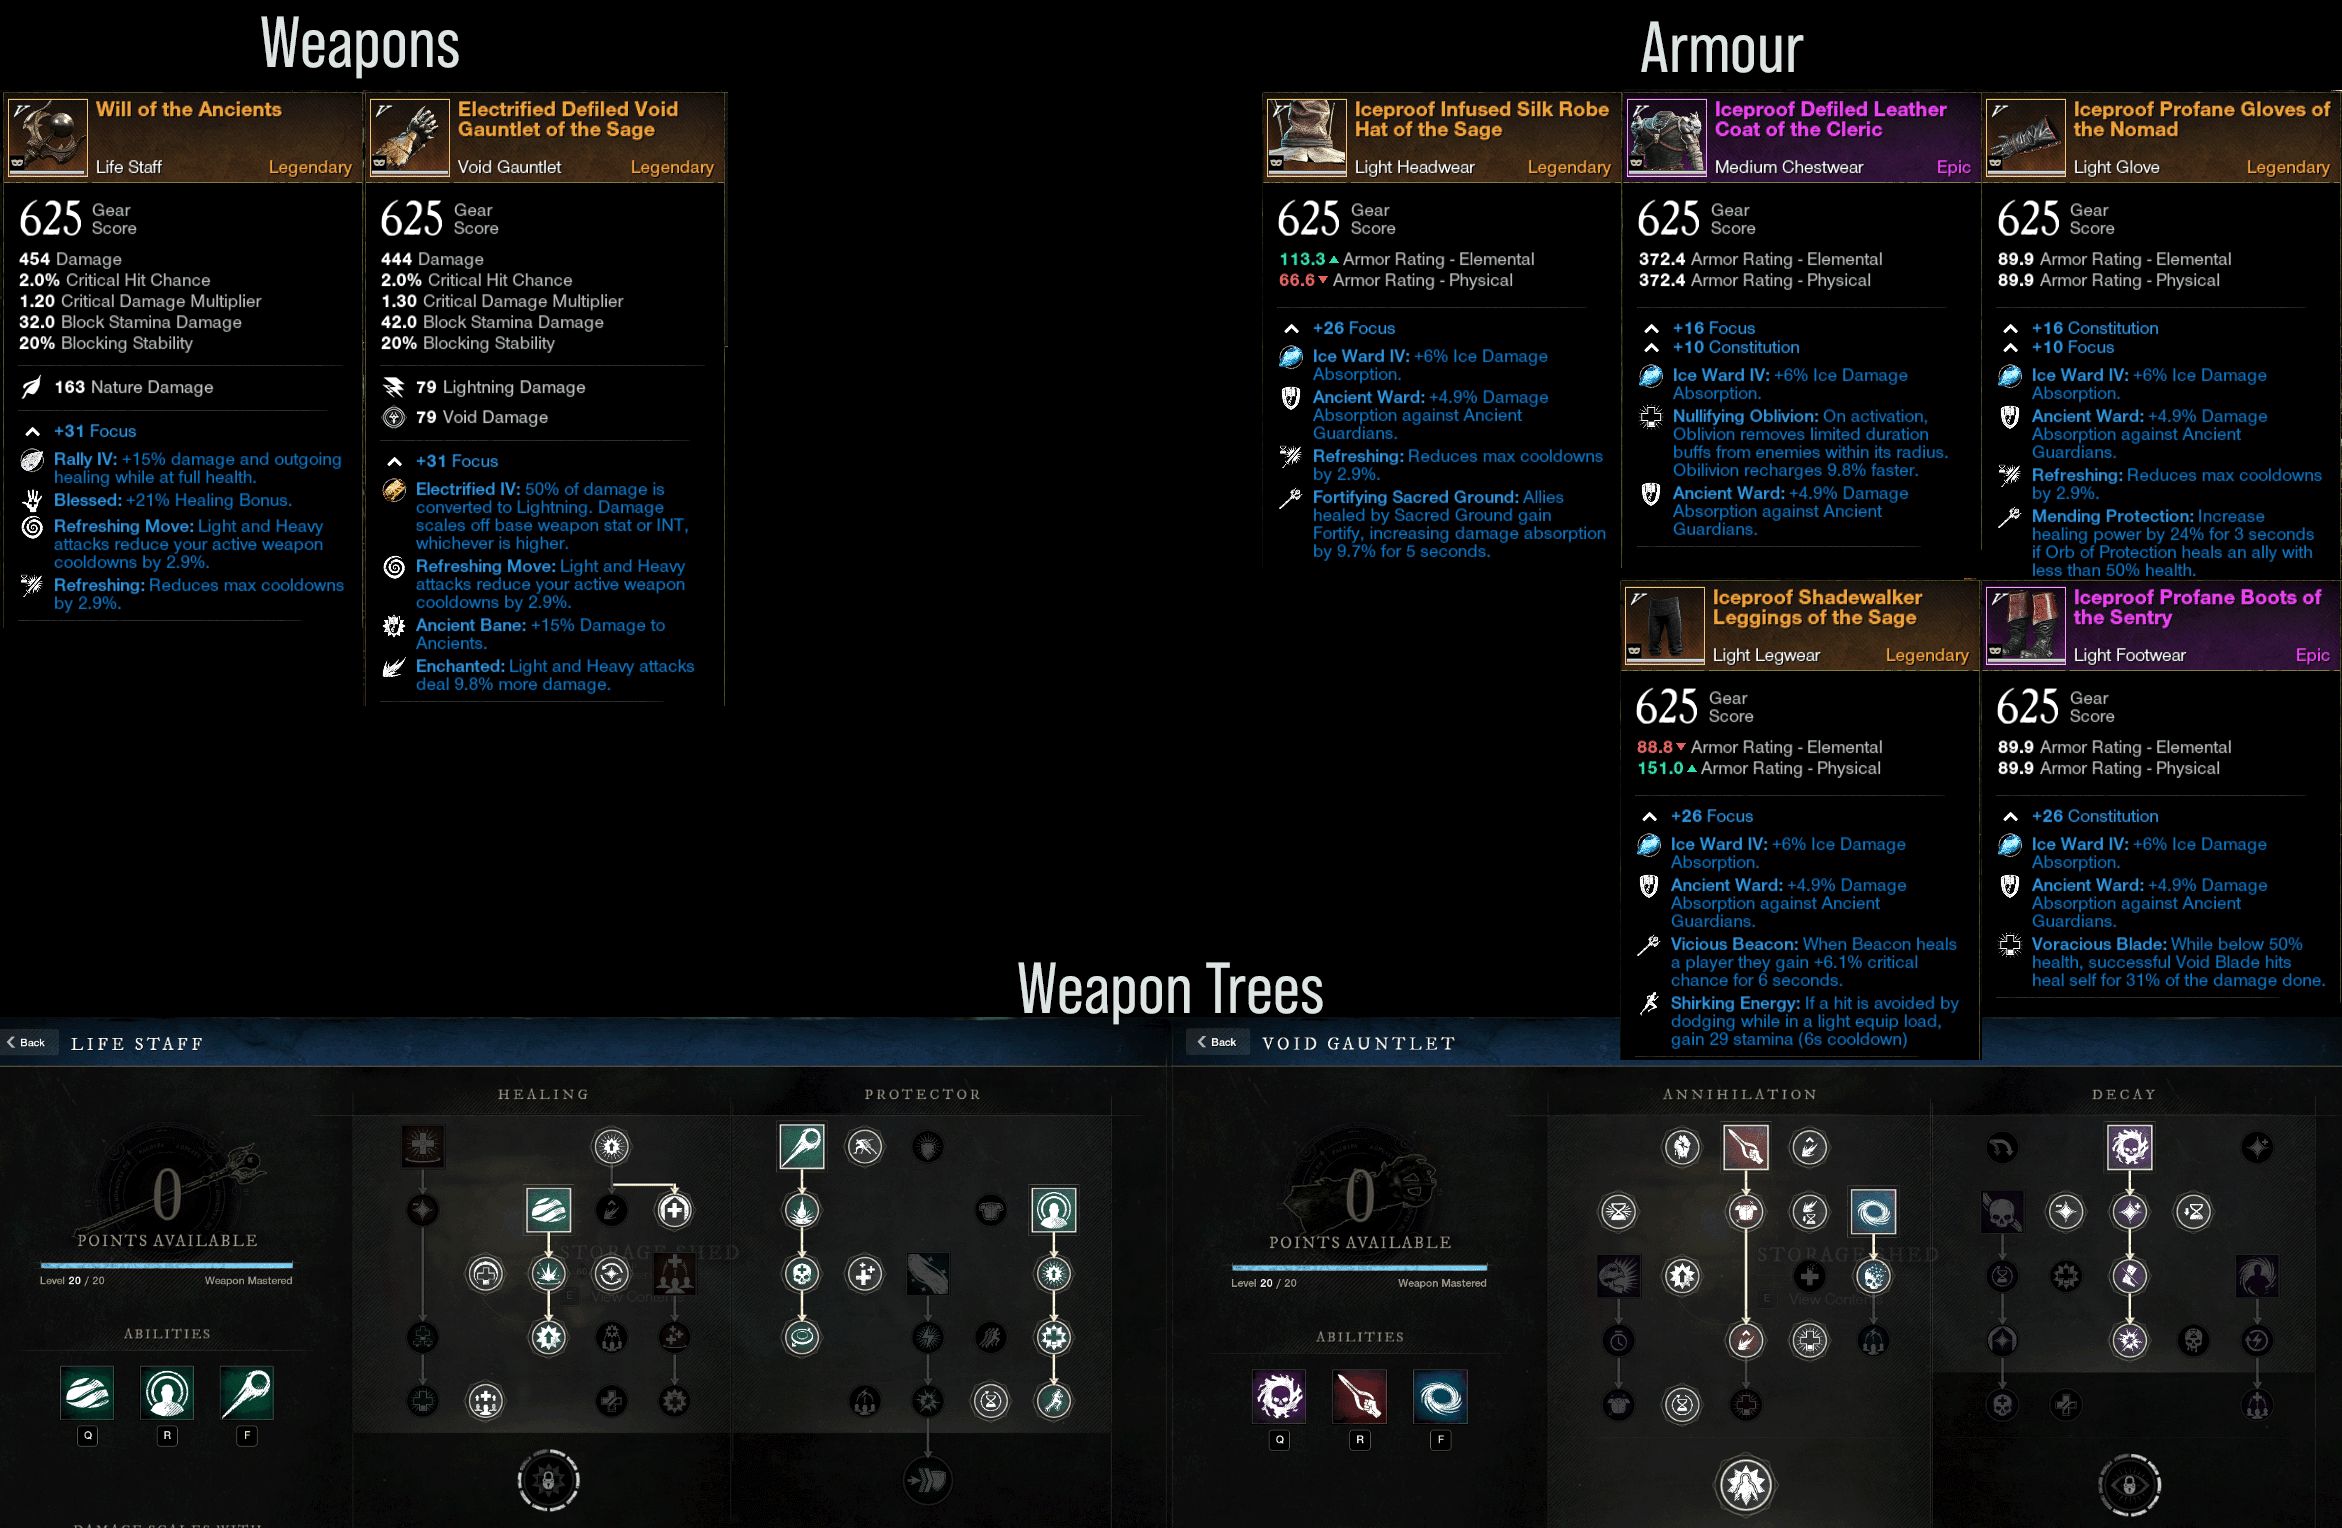 Weapons
Armour
Will of the Ancients
Life Staff Legendary
625 Gear
Score
454 Damage
2.0% Critical Hit Chance
1.20 Critical Damage Multiplier
32.0 Block Stamina Damage
20% Blocking Stability
163 Nature Damage
+31 Focus
Rally IV: +15% damage and outgoing
healing while at full health.
Blessed: +21% Healing Bonus.
Refreshing Move: Light and Heavy
attacks reduce your active weapon
cooldowns by 2.9%.
Refreshing: Reduces max cooldowns
by 2.9%.
Electrified Defiled Void
Gauntlet of the Sage
Void Gauntlet Legendary
625 Gear
Score
444 Damage
2.0% Critical Hit Chance
1.30 Critical Damage Multiplier
42.0 Block Stamina Damage
20% Blocking Stability
79 Lightning Damage
79 Void Damage
+31 Focus
Electrified IV: 50% of damage is
converted to Lightning. Damage
scales off base weapon stat or INT,
whichever is higher.
Refreshing Move: Light and Heavy
attacks reduce your active weapon
cooldowns by 2.9%.
Ancient Bane: +15% Damage to
Ancients.
Enchanted: Light and Heavy attacks
deal 9.8% more damage.
Iceproof Infused Silk Robe
Hat of the Sage
Light Headwear Legendary
625 Gear
Score
113.3 Armor Rating - Elemental
66.6 Armor Rating - Physical
+26 Focus
Ice Ward IV: +6% Ice Damage
Absorption.
Ancient Ward: +4.9% Damage
Absorption against Ancient
Guardians.
Refreshing: Reduces max cooldowns
by 2.9%.
Fortifying Sacred Ground: Allies
healed by Sacred Ground gain
Fortify, increasing damage absorption
by 9.7% for 5 seconds.
Iceproof Defiled Leather
Coat of the Cleric
Medium Chestwear Epic
625 Gear
Score
372.4 Armor Rating - Elemental
372.4 Armor Rating - Physical
+16 Focus
+10 Constitution
Ice Ward IV: +6% Ice Damage
Absorption.
Nullifying Oblivion: On activation,
Oblivion removes limited duration
buffs from enemies within its radius.
Obilivion recharges 9.8% faster.
Ancient Ward: +4.9% Damage
Absorption against Ancient
Guardians.
Iceproof Profane Gloves of
the Nomad
Light Glove Legendary
625 Gear
Score
89.9 Armor Rating - Elemental
89.9 Armor Rating - Physical
+16 Constitution
+10 Focus
Ice Ward IV: +6% Ice Damage
Absorption.
Ancient Ward: +4.9% Damage
Absorption against Ancient
Guardians.
Refreshing: Reduces max cooldowns
by 2.9%.
Mending Protection: Increase
healing power by 24% for 3 seconds
if Orb of Protection heals an ally with
less than 50% health.
Iceproof Shadewalker
Leggings of the Sage
Light Legwear Legendary
625 Gear
Score
88.8 Armor Rating - Elemental
151.0 Armor Rating - Physical
+26 Focus
Ice Ward IV: +6% Ice Damage
Absorption.
Ancient Ward: +4.9% Damage
Absorption against Ancient
Guardians.
Vicious Beacon: When Beacon heals
a player they gain +6.1% critical
chance for 6 seconds.
Shirking Energy: If a hit is avoided by
dodging while in a light equip load,
gain 29 stamina (6s cooldown)
Iceproof Profane Boots of
the Sentry
Light Footwear Epic
625 Gear
Score
89.9 Armor Rating - Elemental
89.9 Armor Rating - Physical
+26 Constitution
Ice Ward IV: +6% Ice Damage
Absorption.
Ancient Ward: +4.9% Damage
Absorption against Ancient
Guardians.
Voracious Blade: While below 50%
health, successful Void Blade hits
heal self for 31% of the damage done.
Weapon Trees
Back LIFE STAFF
0
POINTS AVAILABLE
Level 20 / 20 Weapon Mastered
ABILITIES
Q R F
DAMAGE SCALES WITH
HEALING
PROTECTOR
STORAGE SHED
E View Contents
Back VOID GAUNTLET
0
POINTS AVAILABLE
Level 20 / 20 Weapon Mastered
ABILITIES
Q R F
ANNIHILATION
DECAY
STORAGE SHED
E View Contents